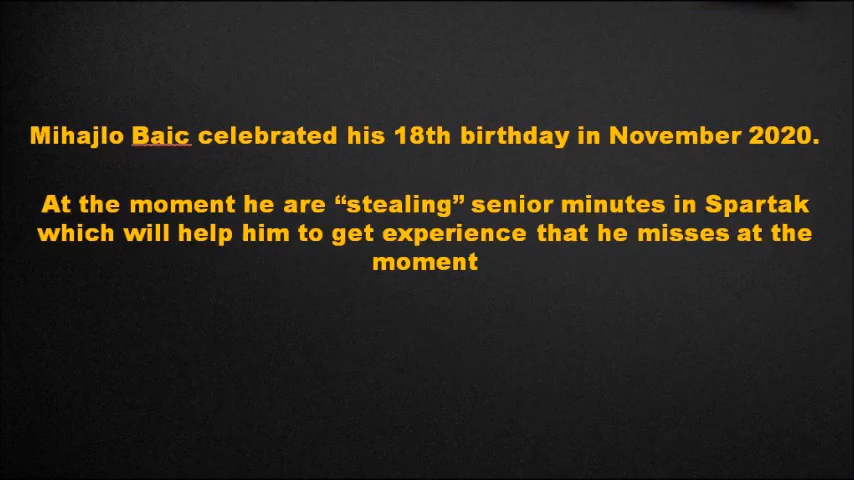 Mihajlo Baic celebrated his 18th birthday in November 2020.
At the moment he are “stealing” senior minutes in Spartak
which will help him to get experience that he misses at the
moment